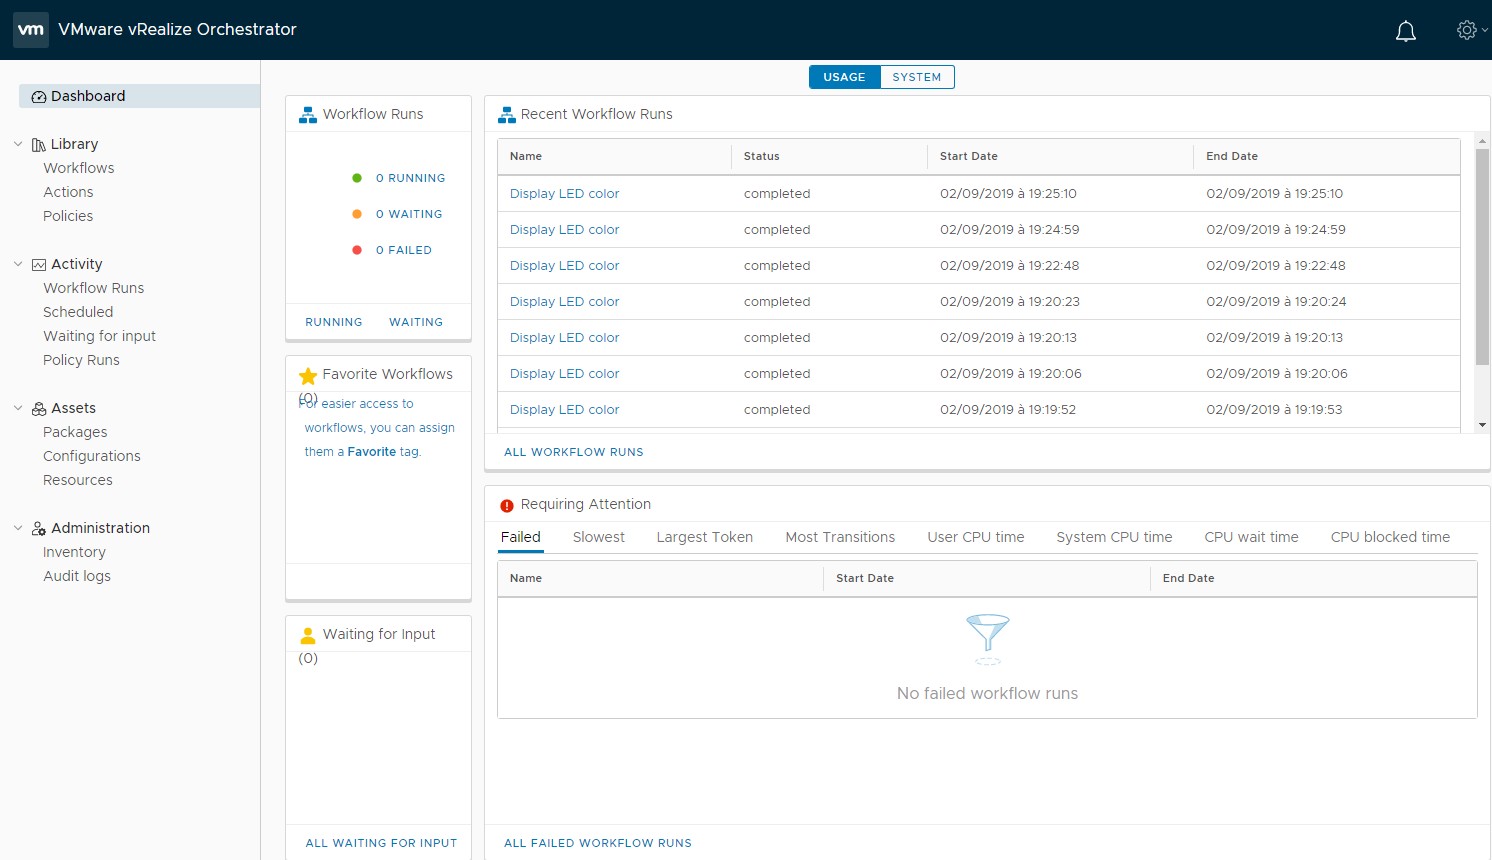 vm VMware vRealize Orchestrator
Dashboard
Library
Workflows
Actions
Policies
Activity
Workflow Runs
Scheduled
Waiting for input
Policy Runs
Assets
Packages
Configurations
Resources
Administration
Inventory
Audit logs
USAGE SYSTEM
Workflow Runs
0 RUNNING
0 WAITING
0 FAILED
RUNNING WAITING
Favorite Workflows
(0)
For easier access to
workflows, you can assign
them a Favorite tag.
Waiting for Input
(0)
ALL WAITING FOR INPUT
Recent Workflow Runs
Name Status Start Date End Date
Display LED color completed 02/09/2019 à 19:25:10 02/09/2019 à 19:25:10
Display LED color completed 02/09/2019 à 19:24:59 02/09/2019 à 19:24:59
Display LED color completed 02/09/2019 à 19:22:48 02/09/2019 à 19:22:48
Display LED color completed 02/09/2019 à 19:20:23 02/09/2019 à 19:20:24
Display LED color completed 02/09/2019 à 19:20:13 02/09/2019 à 19:20:13
Display LED color completed 02/09/2019 à 19:20:06 02/09/2019 à 19:20:06
Display LED color completed 02/09/2019 à 19:19:52 02/09/2019 à 19:19:53
ALL WORKFLOW RUNS
Requiring Attention
Failed Slowest Largest Token Most Transitions User CPU time System CPU time CPU wait time CPU blocked time
Name Start Date End Date
No failed workflow runs
ALL FAILED WORKFLOW RUNS